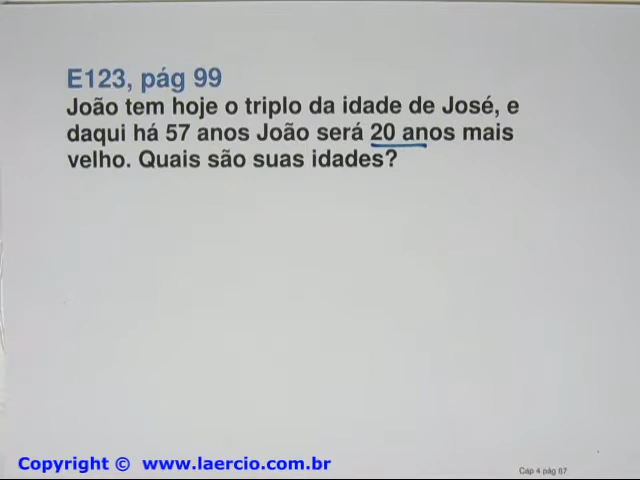 E123, pág 99
João tem hoje o triplo da idade de José, e
daqui há 57 anos João será 20 anos mais
velho. Quais são suas idades?
Copyright © www.laercio.com.br
Cap 4 pág 87